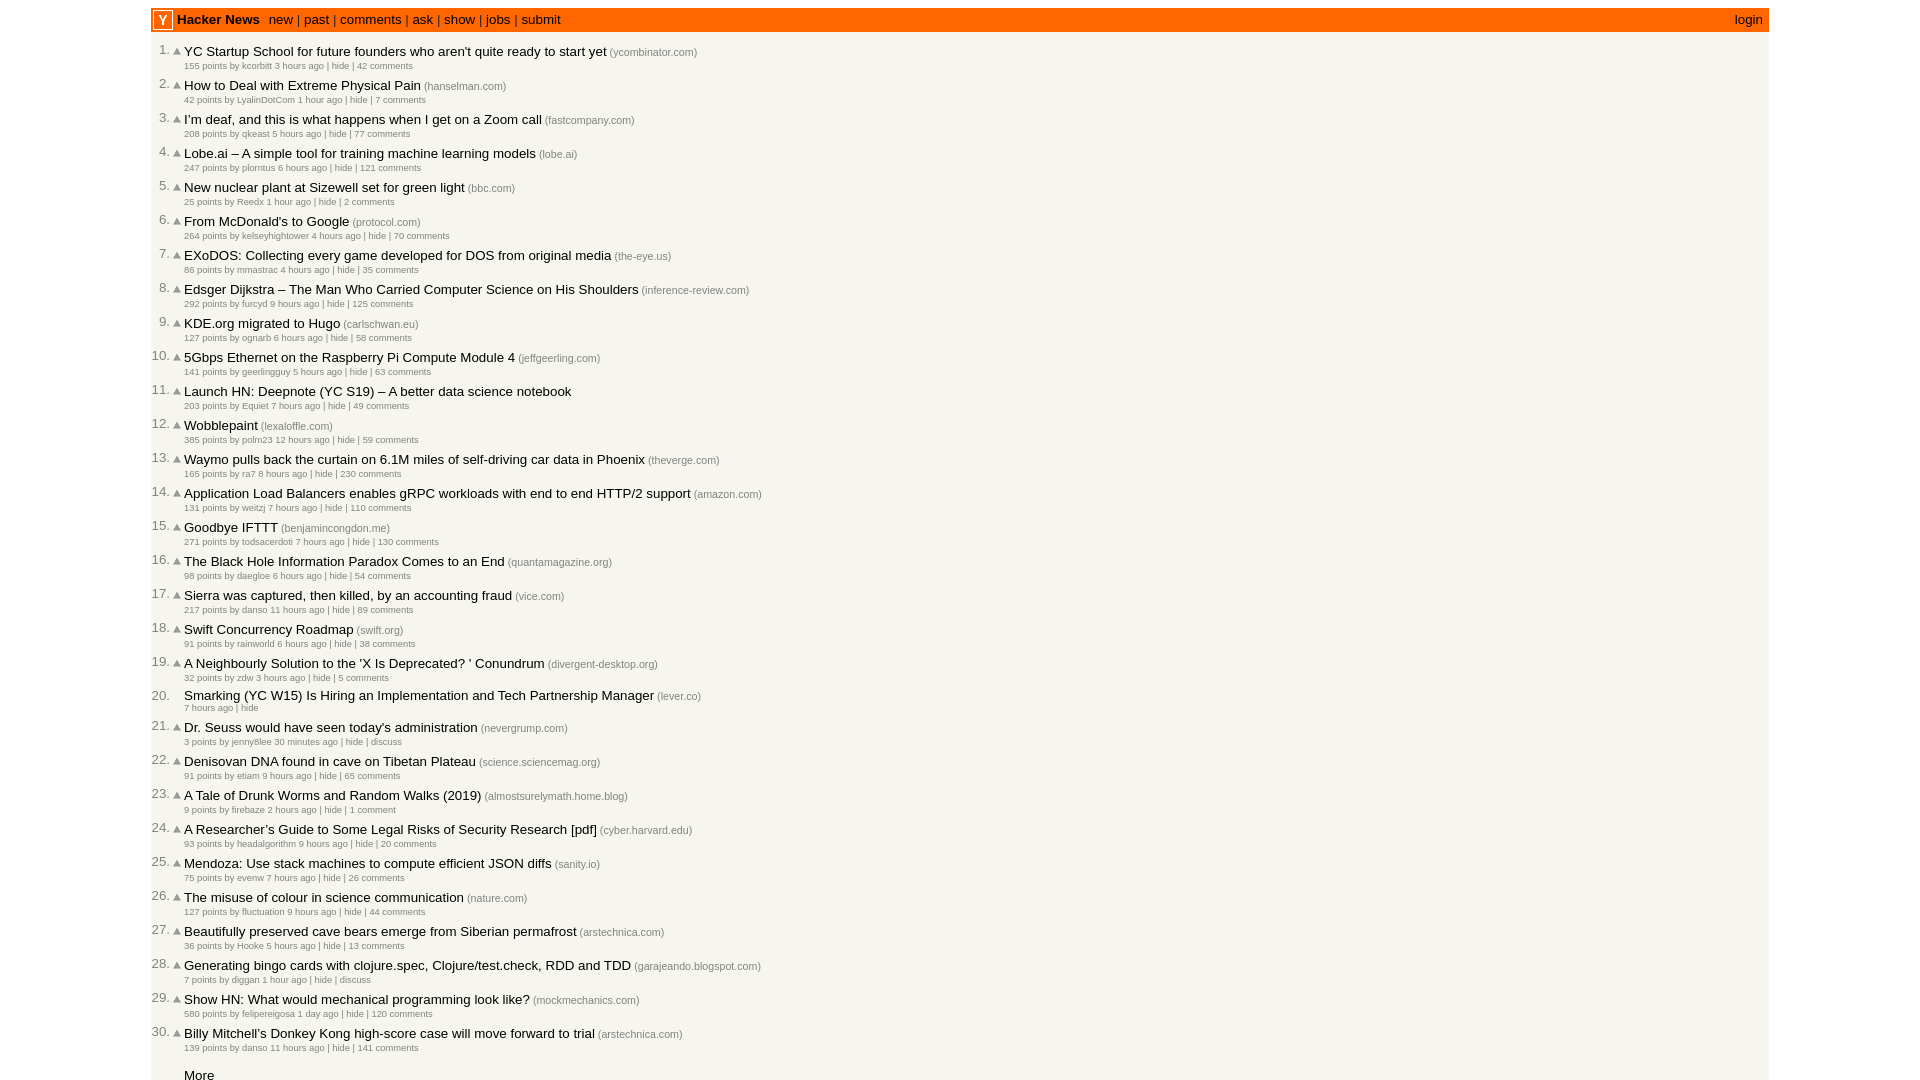 Y Hacker News new | past | comments | ask | show | jobs | submit login
1. YC Startup School for future founders who aren't quite ready to start yet (ycombinator.com)
155 points by kcorbitt 3 hours ago | hide | 42 comments
2. How to Deal with Extreme Physical Pain (hanselman.com)
42 points by LyalinDotCom 1 hour ago | hide | 7 comments
3. I’m deaf, and this is what happens when I get on a Zoom call (fastcompany.com)
208 points by qkeast 5 hours ago | hide | 77 comments
4. Lobe.ai – A simple tool for training machine learning models (lobe.ai)
247 points by plorntus 6 hours ago | hide | 121 comments
5. New nuclear plant at Sizewell set for green light (bbc.com)
25 points by Reedx 1 hour ago | hide | 2 comments
6. From McDonald's to Google (protocol.com)
264 points by kelseyhightower 4 hours ago | hide | 70 comments
7. EXoDOS: Collecting every game developed for DOS from original media (the-eye.us)
86 points by mmastrac 4 hours ago | hide | 35 comments
8. Edsger Dijkstra – The Man Who Carried Computer Science on His Shoulders (inference-review.com)
292 points by furcyd 9 hours ago | hide | 125 comments
9. KDE.org migrated to Hugo (carlschwan.eu)
127 points by ognarb 6 hours ago | hide | 58 comments
10. 5Gbps Ethernet on the Raspberry Pi Compute Module 4 (jeffgeerling.com)
141 points by geerlingguy 5 hours ago | hide | 63 comments
11. Launch HN: Deepnote (YC S19) – A better data science notebook
203 points by Equiet 7 hours ago | hide | 49 comments
12. Wobblepaint (lexaloffle.com)
385 points by polm23 12 hours ago | hide | 59 comments
13. Waymo pulls back the curtain on 6.1M miles of self-driving car data in Phoenix (theverge.com)
165 points by ra7 8 hours ago | hide | 230 comments
14. Application Load Balancers enables gRPC workloads with end to end HTTP/2 support (amazon.com)
131 points by weitzj 7 hours ago | hide | 110 comments
15. Goodbye IFTTT (benjamincongdon.me)
271 points by todsacerdoti 7 hours ago | hide | 130 comments
16. The Black Hole Information Paradox Comes to an End (quantamagazine.org)
98 points by daegloe 6 hours ago | hide | 54 comments
17. Sierra was captured, then killed, by an accounting fraud (vice.com)
217 points by danso 11 hours ago | hide | 89 comments
18. Swift Concurrency Roadmap (swift.org)
91 points by rainworld 6 hours ago | hide | 38 comments
19. A Neighbourly Solution to the 'X Is Deprecated? ' Conundrum (divergent-desktop.org)
32 points by zdw 3 hours ago | hide | 5 comments
20. Smarking (YC W15) Is Hiring an Implementation and Tech Partnership Manager (lever.co)
7 hours ago | hide
21. Dr. Seuss would have seen today's administration (nevergrump.com)
3 points by jenny8lee 30 minutes ago | hide | discuss
22. Denisovan DNA found in cave on Tibetan Plateau (science.sciencemag.org)
91 points by etiam 9 hours ago | hide | 65 comments
23. A Tale of Drunk Worms and Random Walks (2019) (almostsurelymath.home.blog)
9 points by firebaze 2 hours ago | hide | 1 comment
24. A Researcher’s Guide to Some Legal Risks of Security Research [pdf] (cyber.harvard.edu)
93 points by headalgorithm 9 hours ago | hide | 20 comments
25. Mendoza: Use stack machines to compute efficient JSON diffs (sanity.io)
75 points by evenw 7 hours ago | hide | 26 comments
26. The misuse of colour in science communication (nature.com)
127 points by fluctuation 9 hours ago | hide | 44 comments
27. Beautifully preserved cave bears emerge from Siberian permafrost (arstechnica.com)
36 points by Hooke 5 hours ago | hide | 13 comments
28. Generating bingo cards with clojure.spec, Clojure/test.check, RDD and TDD (garajeando.blogspot.com)
7 points by diggan 1 hour ago | hide | discuss
29. Show HN: What would mechanical programming look like? (mockmechanics.com)
580 points by felipereigosa 1 day ago | hide | 120 comments
30. Billy Mitchell’s Donkey Kong high-score case will move forward to trial (arstechnica.com)
139 points by danso 11 hours ago | hide | 141 comments
More